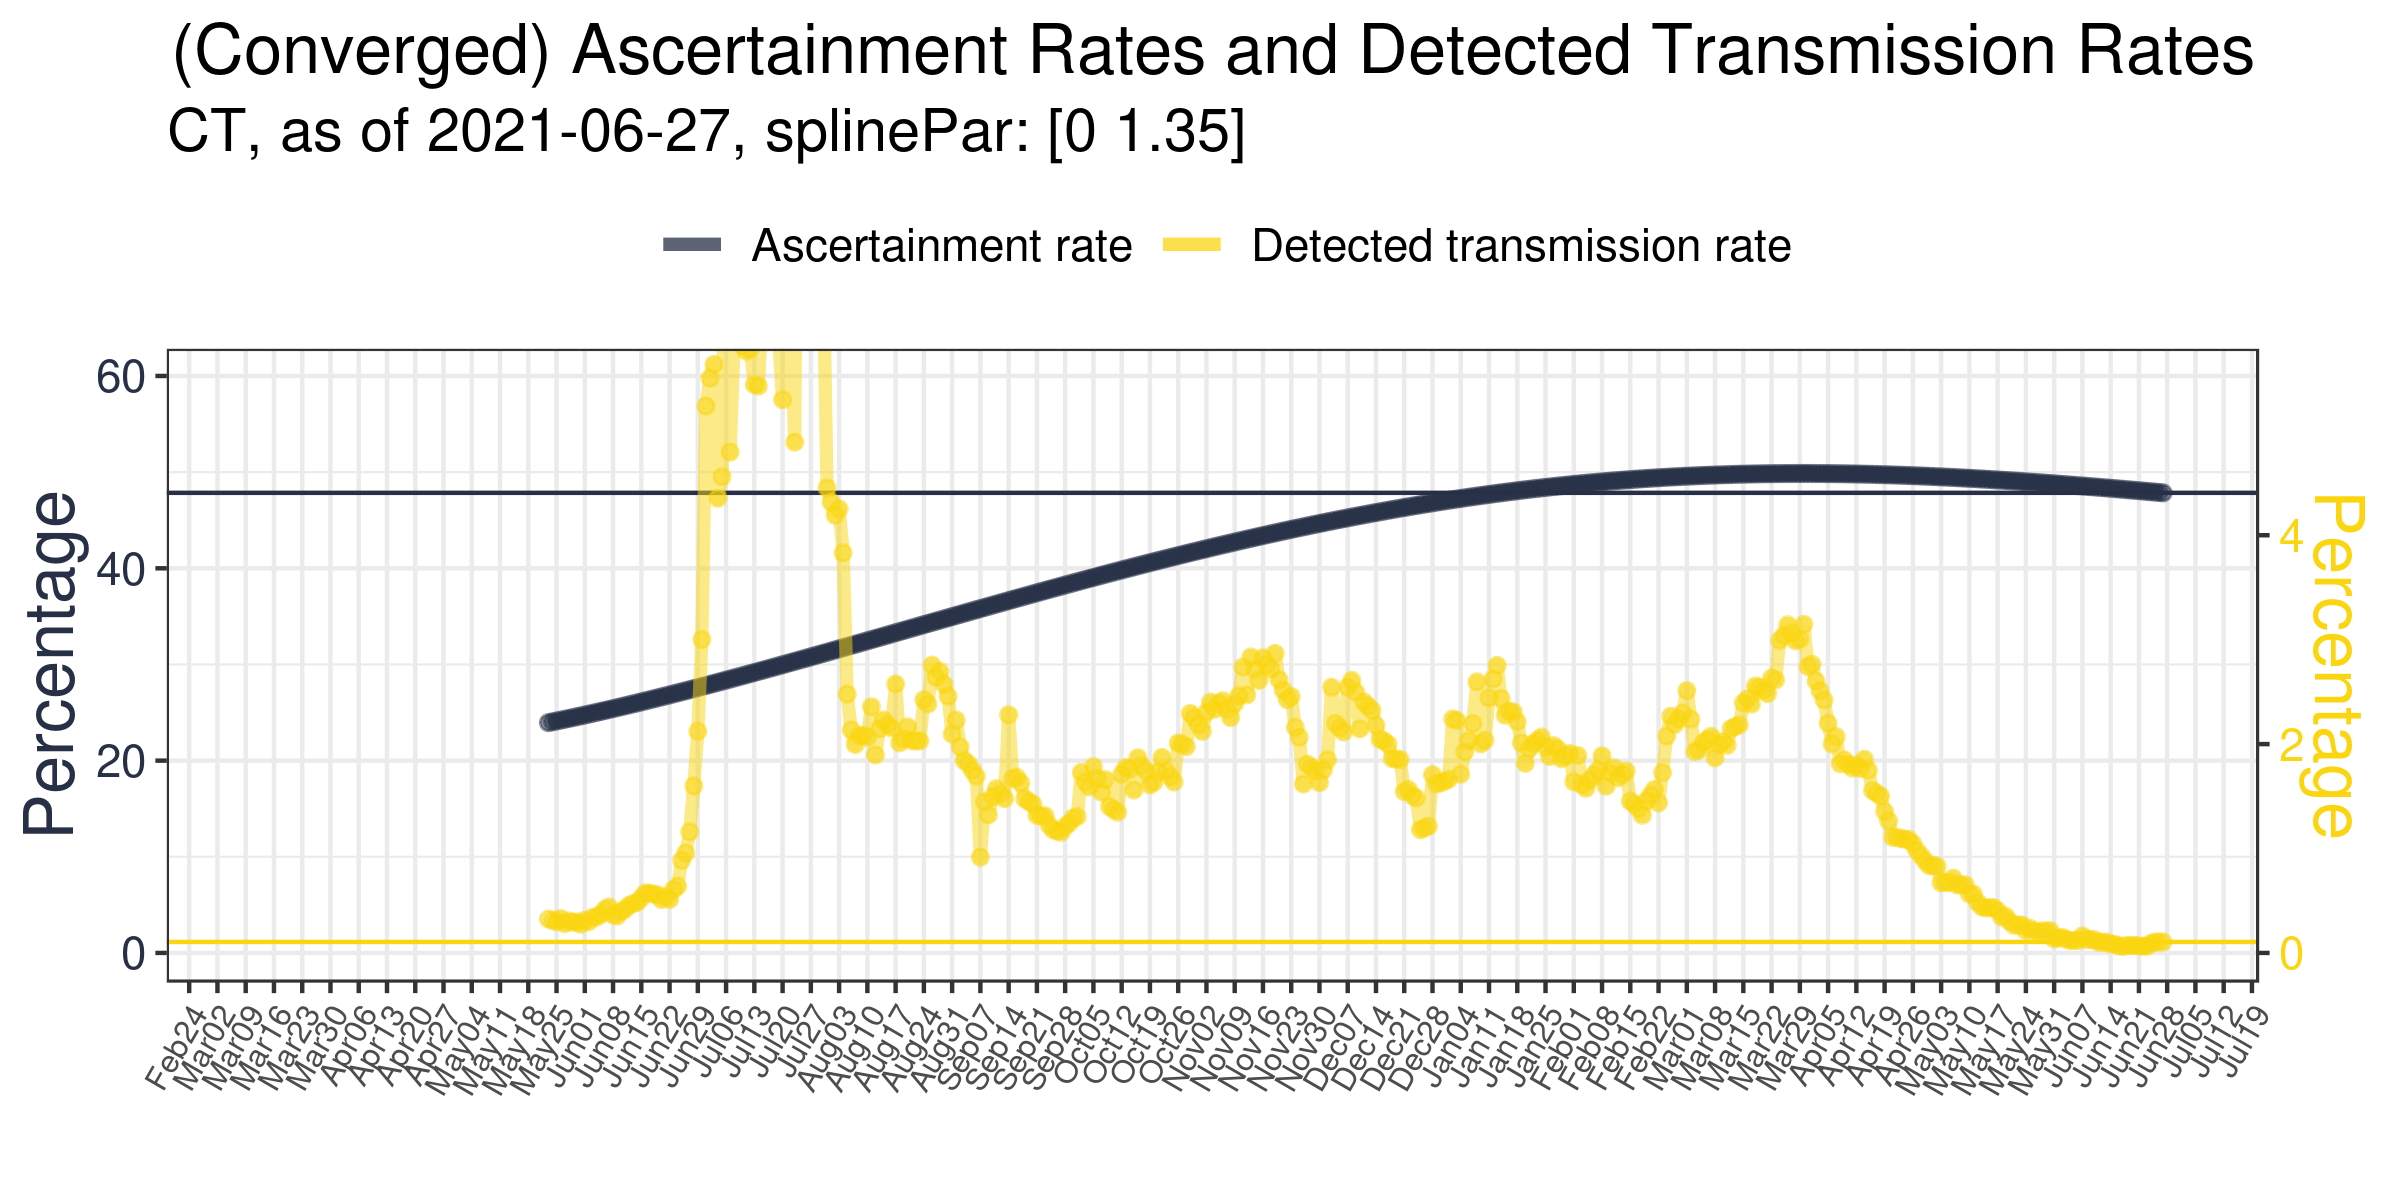 (Converged) Ascertainment Rates and Detected Transmission Rates
CT, as of 2021-06-27, splinePar: [0 1.35]
Ascertainment rate
Detected transmission rate
Percentage
60
40
20
0
4
2
0
Percentage
Feb24
Mar02
Mar09
Mar16
Mar23
Mar30
Apr06
Apr13
Apr20
Apr27
May04
May11
May18
May25
Jun01
Jun08
Jun15
Jun22
Jun29
Jul06
Jul13
Jul20
Jul27
Aug03
Aug10
Aug17
Aug24
Aug31
Sep07
Sep14
Sep21
Sep28
Oct05
Oct12
Oct19
Oct26
Nov02
Nov09
Nov16
Nov23
Nov30
Dec07
Dec14
Dec21
Dec28
Jan04
Jan11
Jan18
Jan25
Feb01
Feb08
Feb15
Feb22
Mar01
Mar08
Mar15
Mar22
Mar29
Apr05
Apr12
Apr19
Apr26
May03
May10
May17
May24
May31
Jun07
Jun14
Jun21
Jun28
Jul05
Jul12
Jul19